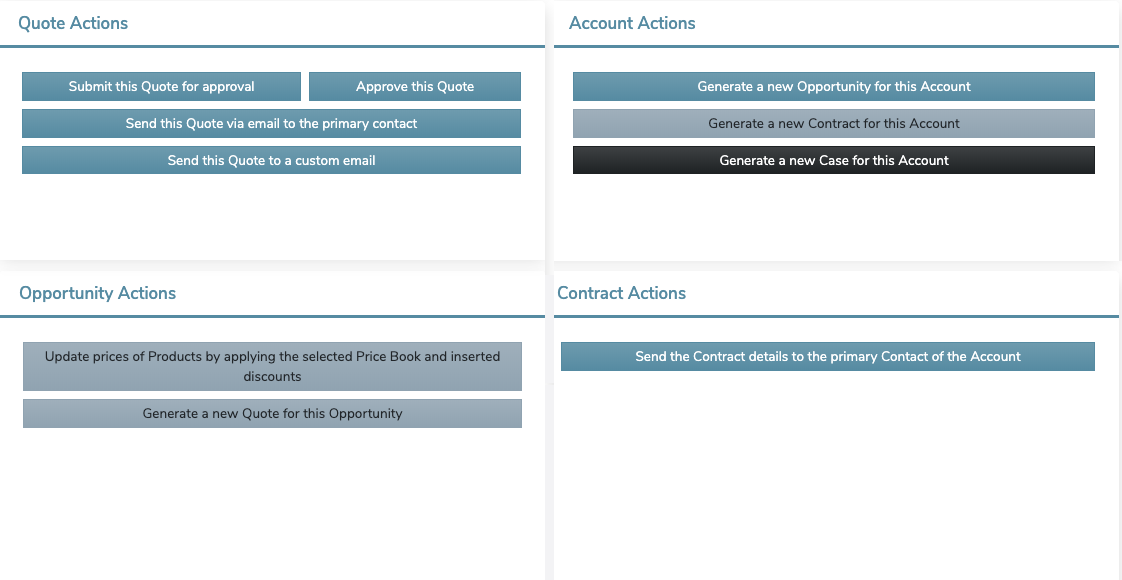 Quote Actions
Submit this Quote for approval
Approve this Quote
Send this Quote via email to the primary contact
Send this Quote to a custom email
Account Actions
Generate a new Opportunity for this Account
Generate a new Contract for this Account
Generate a new Case for this Account
Opportunity Actions
Update prices of Products by applying the selected Price Book and inserted
discounts
Generate a new Quote for this Opportunity
Contract Actions
Send the Contract details to the primary Contact of the Account